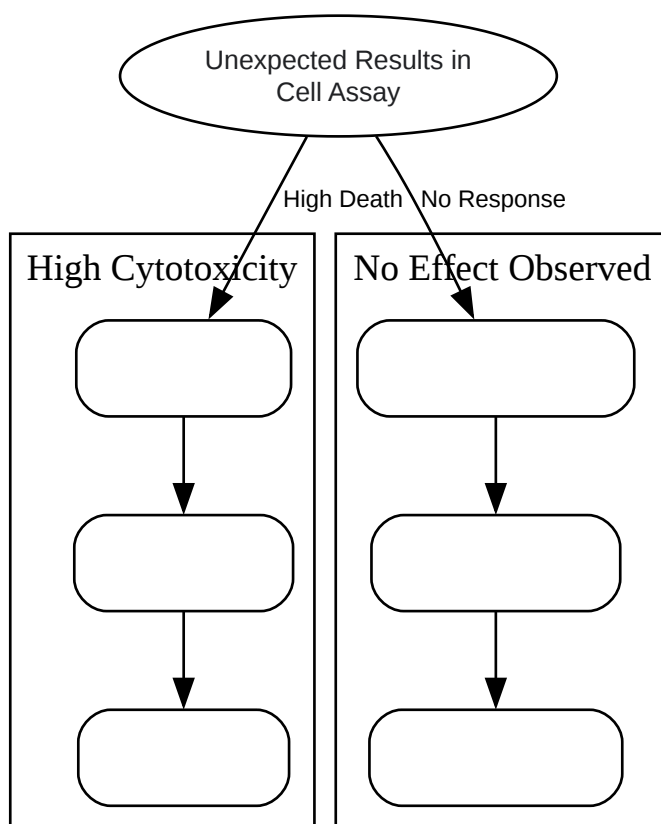 Unexpected Results in
Cell Assay
High Death
No Response
High Cytotoxicity
No Effect Observed